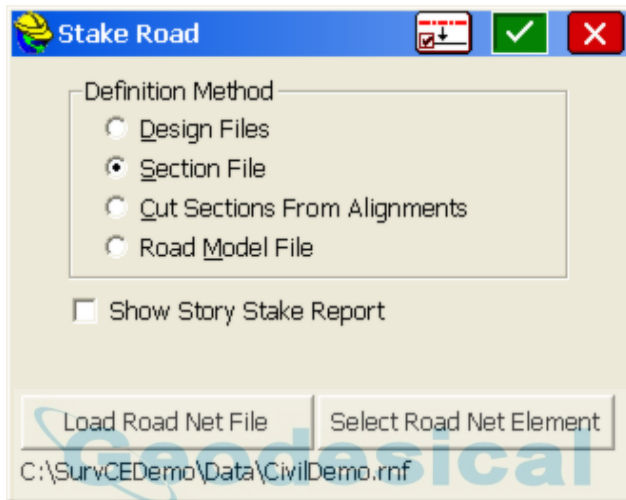 Stake Road
Definition Method
Design Files
Section File
Cut Sections From Alignments
Road Model File
Show Story Stake Report
Load Road Net File
Select Road Net Element
Geodesical
C:\SurvCEDemo\Data\CivilDemo.rnf